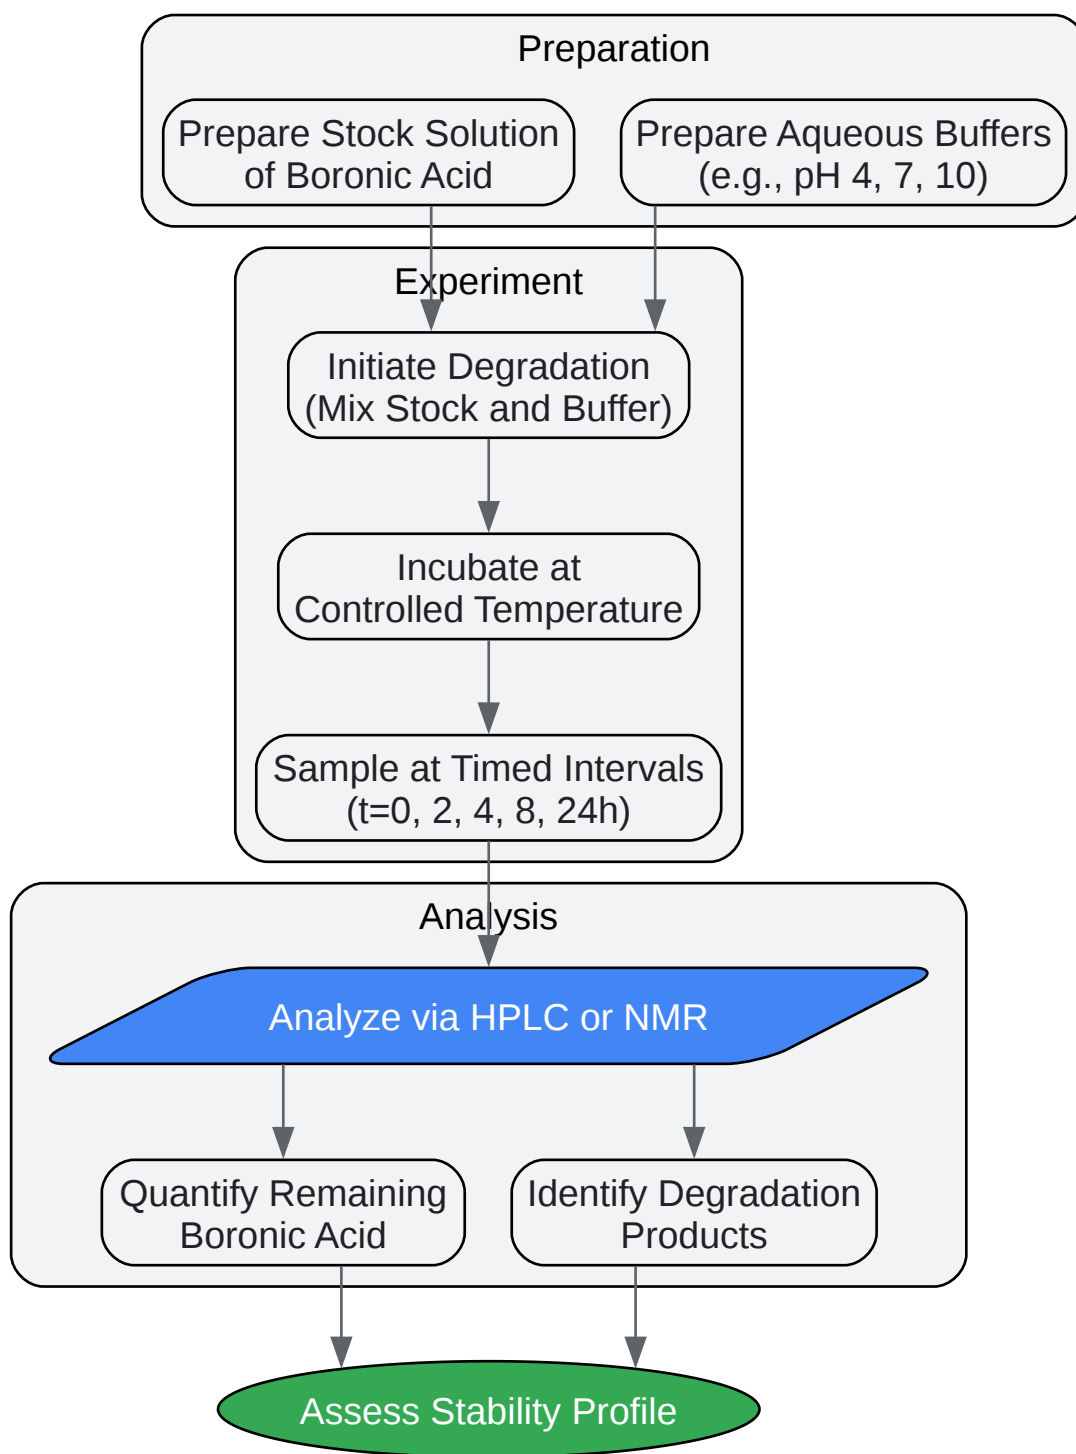 Preparation
Prepare Stock Solution
of Boronic Acid
Prepare Aqueous Buffers
(e.g., pH 4, 7, 10)
Experiment
Initiate Degradation
(Mix Stock and Buffer)
Incubate at
Controlled Temperature
Sample at Timed Intervals
(t=0, 2, 4, 8, 24h)
Analysis
Analyze via HPLC or NMR
Quantify Remaining
Boronic Acid
Identify Degradation
Products
Assess Stability Profile